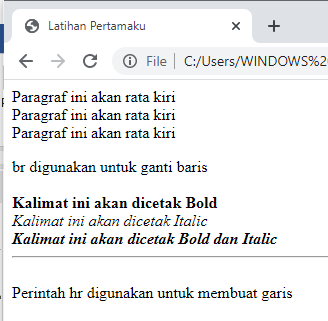 Latihan Pertamaku
File
C:/Users/WINDOWS%2
Paragraf ini akan rata kiri
Paragraf ini akan rata kiri
Paragraf ini akan rata kiri
br digunakan untuk ganti baris
Kalimat ini akan dicetak Bold
Kalimat ini akan dicetak Italic
Kalimat ini akan dicetak Bold dan Italic
Perintah hr digunakan untuk membuat garis